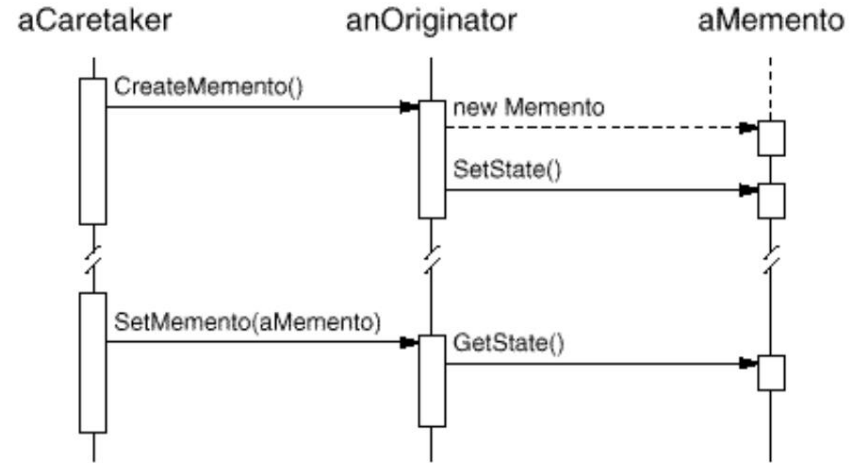 aCaretaker anOriginator aMemento
CreateMemento()
new Memento
SetState()
SetMemento(aMemento)
GetState()